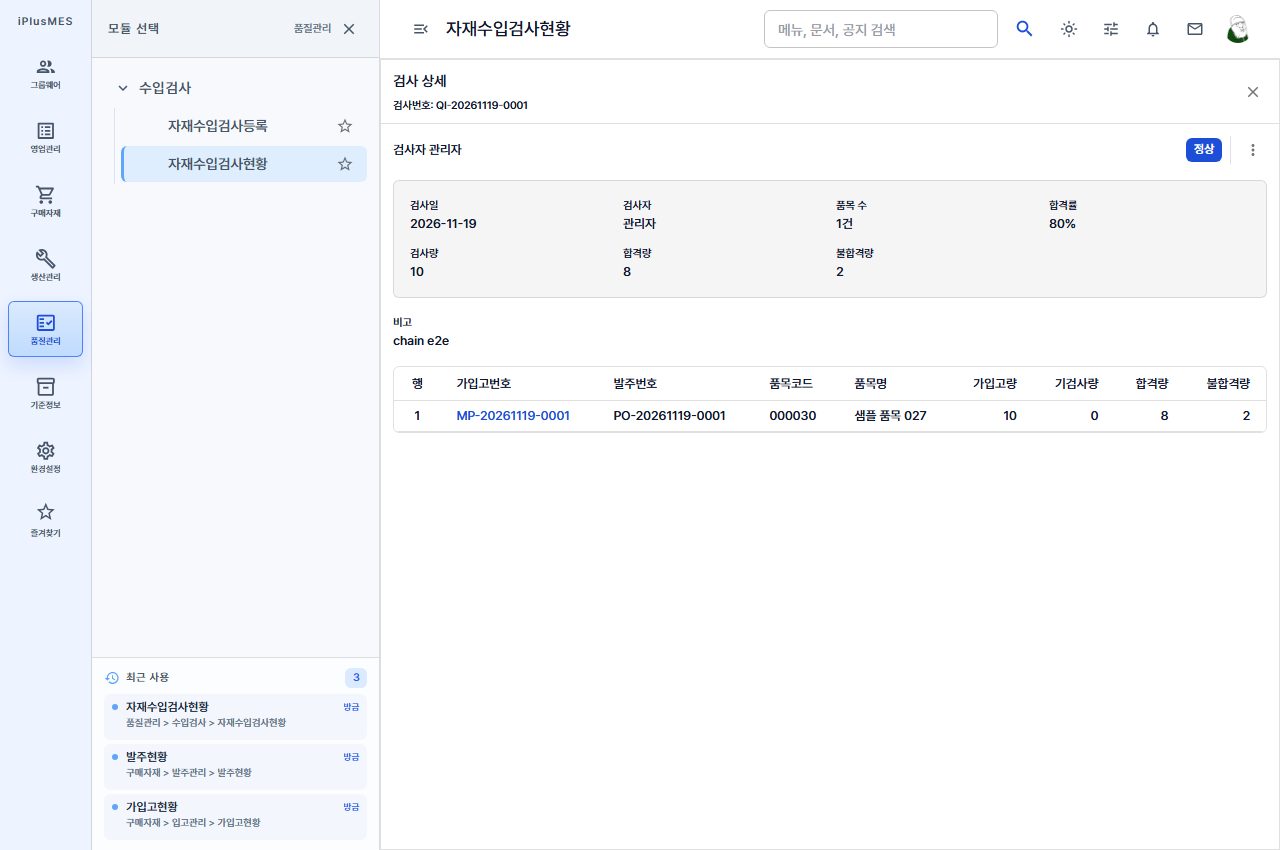 iPlusMES
그룹웨어
영업관리
구매자재
생산관리
품질관리
기준정보
환경설정
즐겨찾기
모듈 선택
품질관리
수입검사
자재수입검사등록
자재수입검사현황
최근 사용
3
자재수입검사현황
방금
품질관리 > 수입검사 > 자재수입검사현황
발주현황
방금
구매자재 > 발주관리 > 발주현황
가입고현황
방금
구매자재 > 입고관리 > 가입고현황
자재수입검사현황
메뉴, 문서, 공지 검색
검사 상세
검사번호: QI-20261119-0001
검사자 관리자
정상
검사일 검사자 품목 수 합격률
2026-11-19 관리자 1건 80%
검사량 합격량 불합격량
10 8 2
비고
chain e2e
행 가입고번호 발주번호 품목코드 품목명 가입고량 기검사량 합격량 불합격량
1 MP-20261119-0001 PO-20261119-0001 000030 샘플 품목 027 10 0 8 2